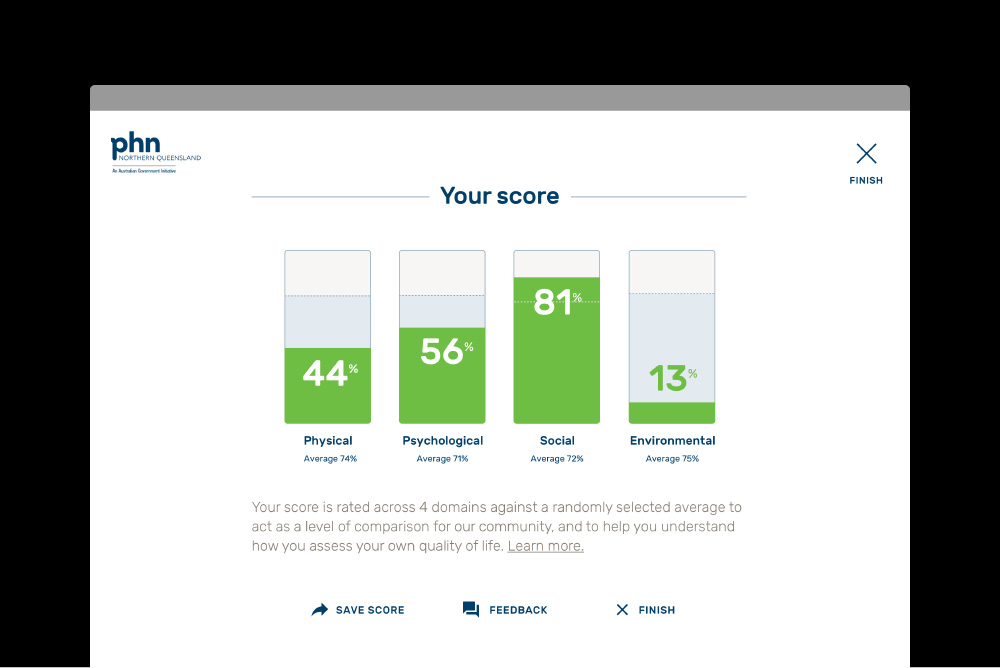 phn
NORTHERN QUEENSLAND
An Australian Government Initiative
FINISH
Your score
44%
56%
81%
13%
Physical
Psychological
Social
Environmental
Average 74%
Average 71%
Average 72%
Average 75%
Your score is rated across 4 domains against a randomly selected average to
act as a level of comparison for our community, and to help you understand
how you assess your own quality of life. Learn more.
SAVE SCORE
FEEDBACK
FINISH